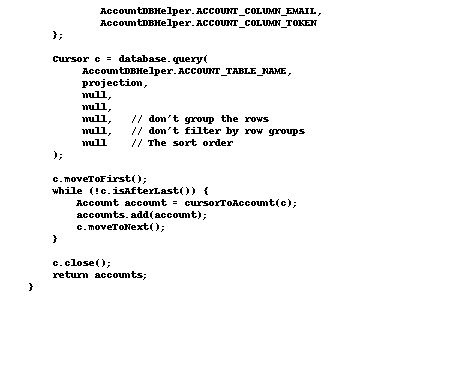 AccountDBHelper.ACCOUNT_COLUMN_EMAIL,
AccountDBHelper.ACCOUNT_COLUMN_TOKEN
};
Cursor c = database.query(
AccountDBHelper.ACCOUNT_TABLE_NAME,
projection,
null,
null,
null,   // don't group the rows
null,   // don't filter by row groups
null    // The sort order
);
c.moveToFirst();
while (!c.isAfterLast()) {
Account account = cursorToAccount(c);
accounts.add(account);
c.moveToNext();
}
c.close();
return accounts;
}